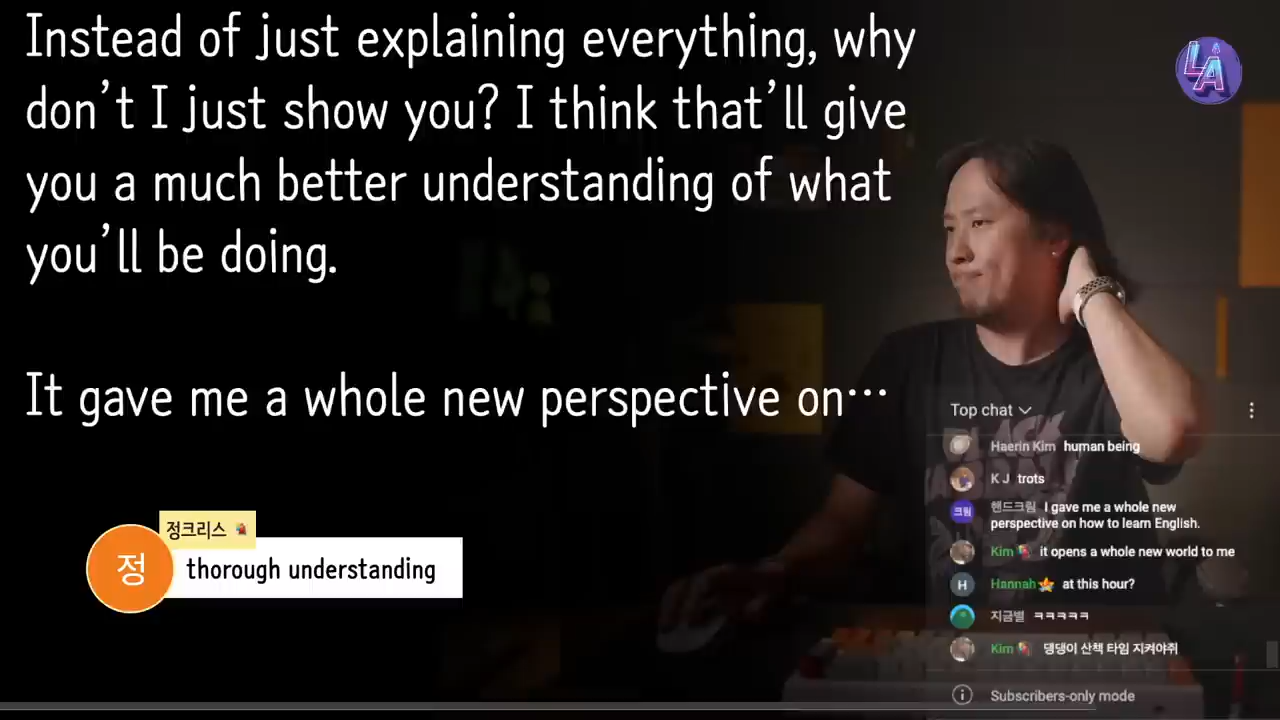 Instead of just explaining everything, why
don't I just show you? I think that'll give
you a much better understanding of what
you'll be doing.
It gave me a whole new perspective on…
정크리스
정
thorough understanding
LA
Top chat
Haerin Kim human being
K J trots
크림
핸드크림 I gave me a whole new
perspective on how to learn English.
Kim it opens a whole new world to me
H
Hannah at this hour?
지금별 ㅋㅋㅋㅋㅋ
Kim 댕댕이 산책 타임 지켜야쥐
Subscribers-only mode